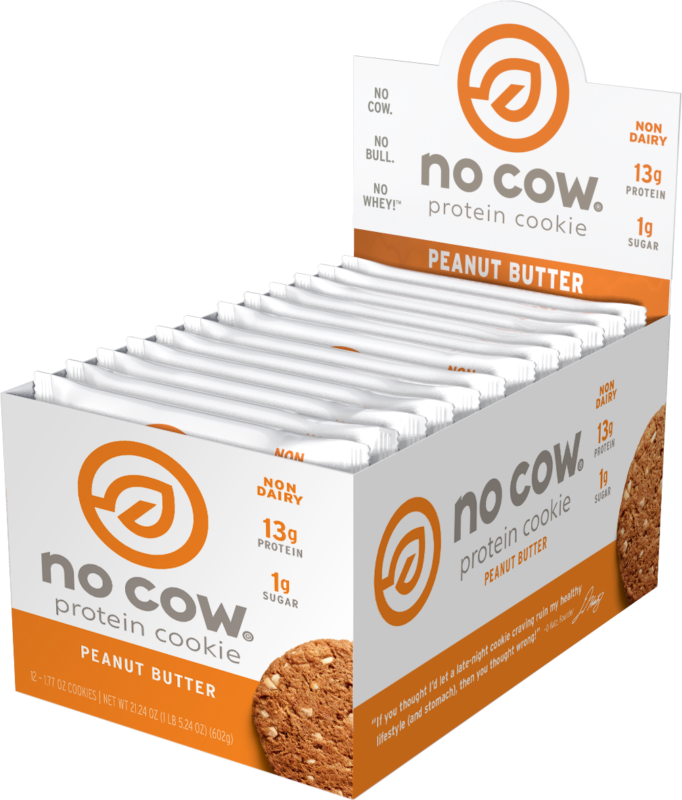 NO
COW.
NO
BULL.
NO
WHEY!™
no cow®
protein cookie
NON
DAIRY
13g
PROTEIN
1g
SUGAR
PEANUT BUTTER
NON
NON
NON
DAIRY
13g
PROTEIN
1g
SUGAR
no cow®
protein cookie
PEANUT BUTTER
12 – 1.77 OZ COOKIES | NET WT 21.24 OZ (1 LB 5.24 OZ) (602g)
NON
DAIRY
13g
PROTEIN
1g
SUGAR
no cow®
protein cookie
PEANUT BUTTER
"If you thought I'd let a late-night cookie craving ruin my healthy
lifestyle (and stomach), then you thought wrong!"